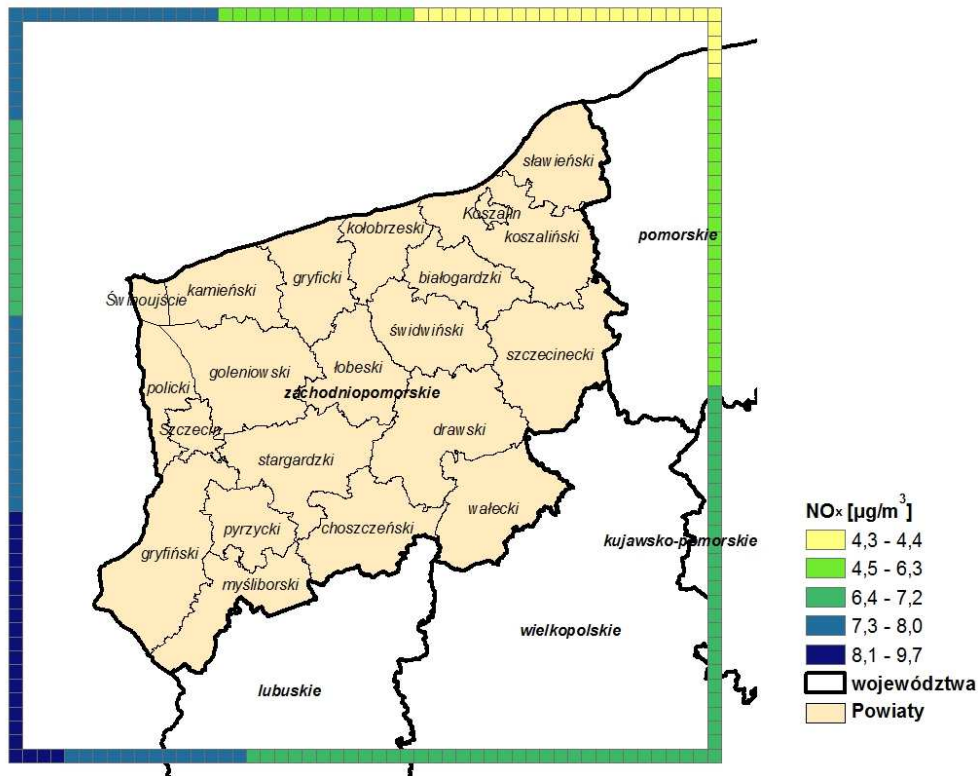 sławieński
Koszalin
kołobrzeski
koszaliński
pomorskie
białogardzki
gryficki
kamieński
Świnoujście
świdwiński
szczecinecki
łobeski
goleniowski
policki
zachodniopomorskie
Szczecin
drawski
stargardzki
wałecki
choszczeński
pyrzycki
gryfiński
kujawsko-pomorskie
myśliborski
wielkopolskie
lubuskie
NOx [µg/m³]
4,3 - 4,4
4,5 - 6,3
6,4 - 7,2
7,3 - 8,0
8,1 - 9,7
województwa
Powiaty